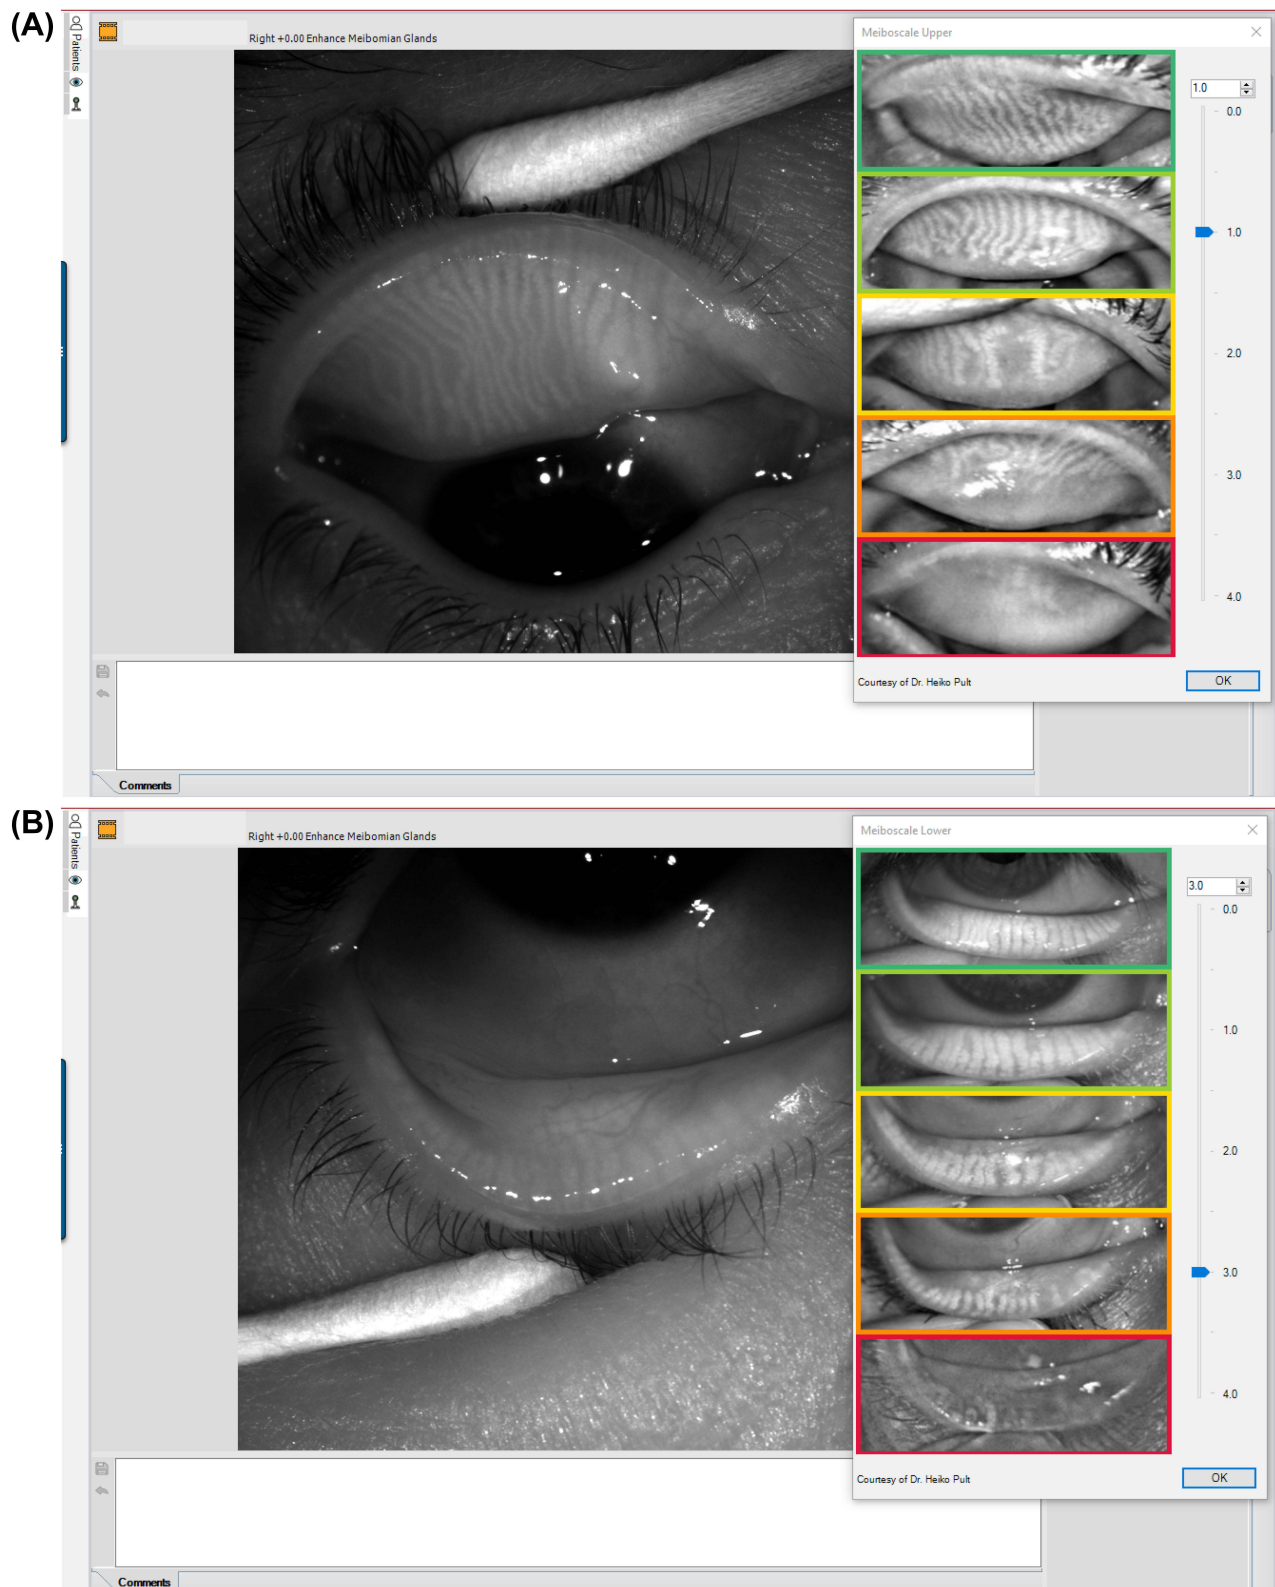 (A)
Patients
Right +0.00 Enhance Meibomian Glands
Meiboscale Upper
1.0
0.0
1.0
2.0
3.0
4.0
Courtesy of Dr. Heiko Pult
OK
Comments
(B)
Patients
Right +0.00 Enhance Meibomian Glands
Meiboscale Lower
3.0
0.0
1.0
2.0
3.0
4.0
Courtesy of Dr. Heiko Pult
OK
Comments